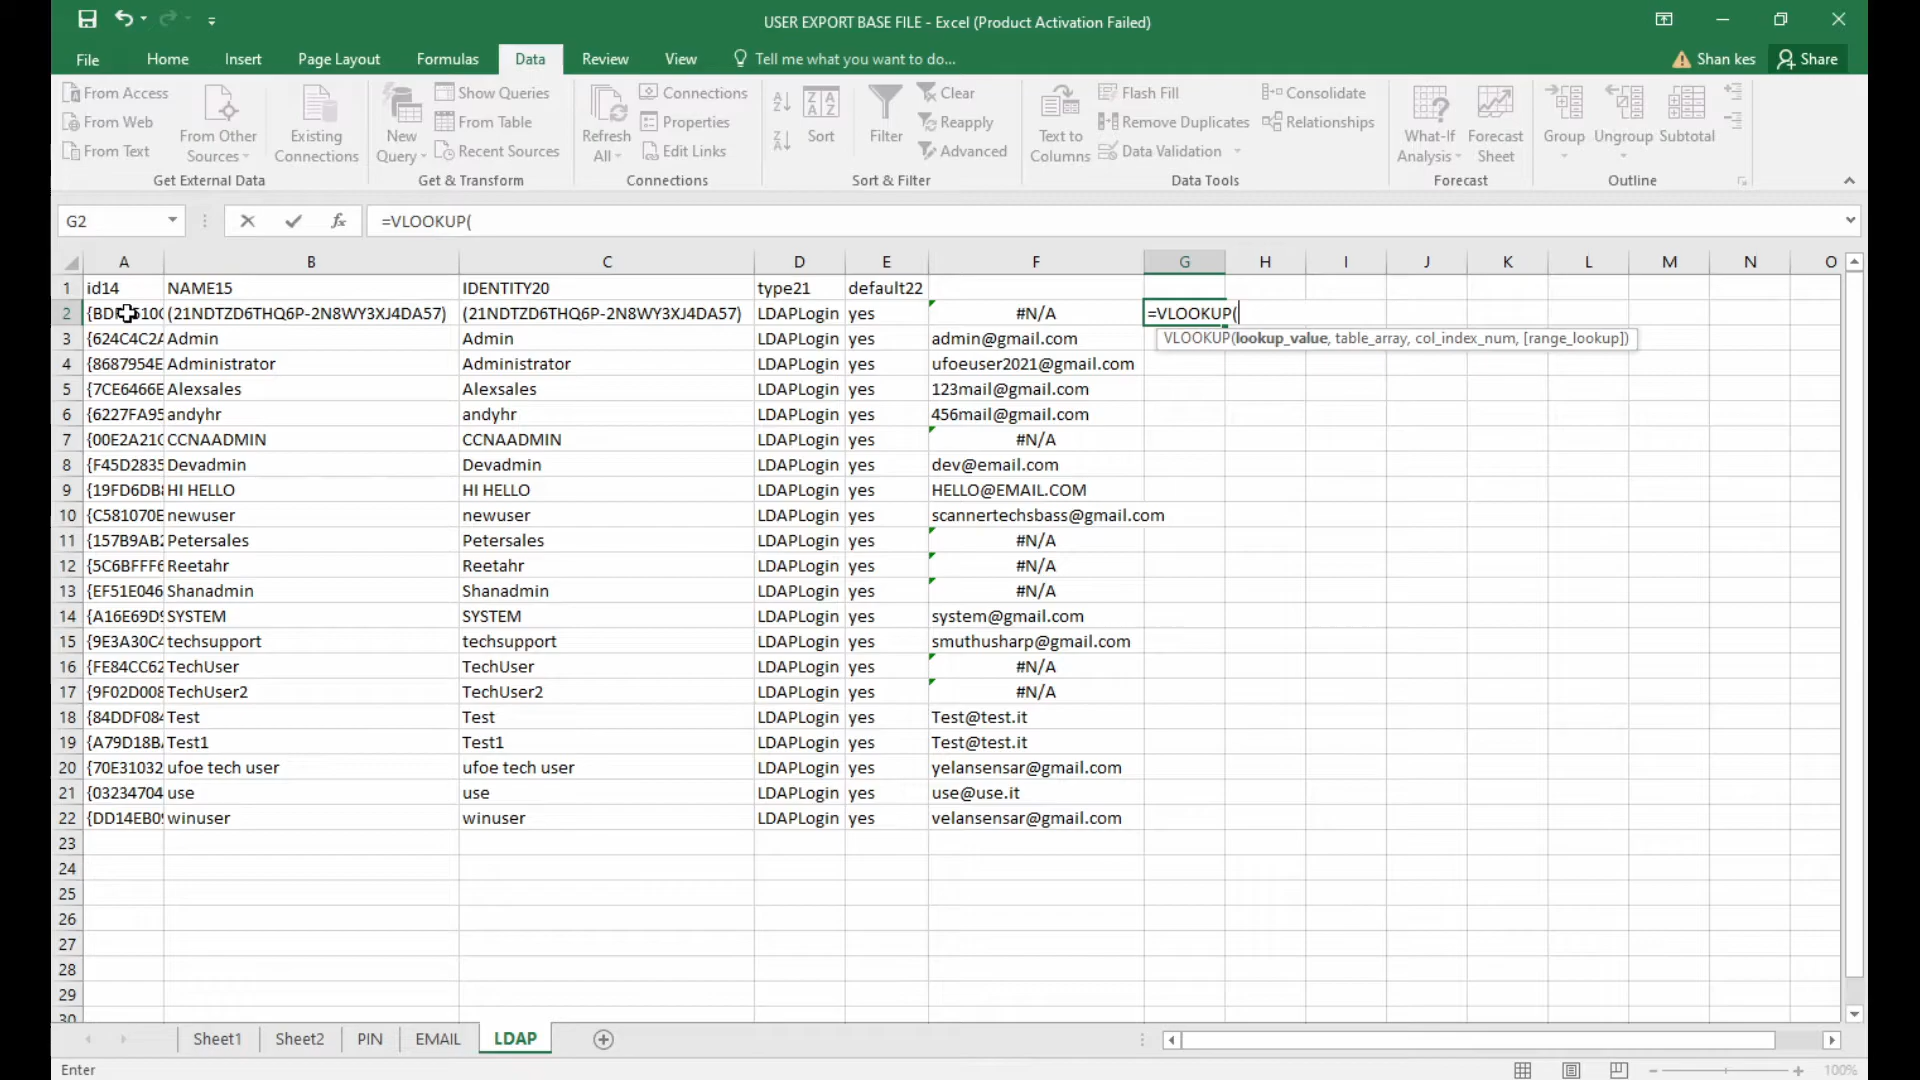 USER EXPORT BASE FILE - Excel (Product Activation Failed)
File Home Insert Page Layout Formulas Data Review View Tell me what you want to do... Shan kes Share
From Access
From Web
From Text
From Other Sources
Existing Connections
Get External Data
New Query
Show Queries
From Table
Recent Sources
Get & Transform
Refresh All
Connections
Properties
Edit Links
Connections
Sort
Filter
Clear
Reapply
Advanced
Sort & Filter
Text to Columns
Flash Fill
Remove Duplicates
Data Validation
Consolidate
Relationships
Data Tools
What-If Analysis
Forecast Sheet
Forecast
Group
Ungroup
Subtotal
Outline
G2 fx =VLOOKUP(
A B C D E F G H I J K L M N O
1 id14 NAME15 IDENTITY20 type21 default22
2 (21NDTZD6THQ6P-2N8WY3XJ4DA57) (21NDTZD6THQ6P-2N8WY3XJ4DA57) LDAPLogin yes #N/A =VLOOKUP(
3 {624C4C2A Admin Admin LDAPLogin yes admin@gmail.com
VLOOKUP(lookup_value, table_array, col_index_num, [range_lookup])
4 {8687954E Administrator Administrator LDAPLogin yes ufoeuser2021@gmail.com
5 {7CE6466E Alexsales Alexsales LDAPLogin yes 123mail@gmail.com
6 {6227FA95 andyhr andyhr LDAPLogin yes 456mail@gmail.com
7 {00E2A21C CCNAADMIN CCNAADMIN LDAPLogin yes #N/A
8 {F45D2835 Devadmin Devadmin LDAPLogin yes dev@email.com
9 {19FD6DB8 HI HELLO HI HELLO LDAPLogin yes HELLO@EMAIL.COM
10 {C581070E newuser newuser LDAPLogin yes scannertechsbass@gmail.com
11 {157B9AB2 Petersales Petersales LDAPLogin yes #N/A
12 {5C6BFFF6 Reetahr Reetahr LDAPLogin yes #N/A
13 {EF51E046 Shanadmin Shanadmin LDAPLogin yes #N/A
14 {A16E69D9 SYSTEM SYSTEM LDAPLogin yes system@gmail.com
15 {9E3A30C4 techsupport techsupport LDAPLogin yes smuthusharp@gmail.com
16 {FE84CC62 TechUser TechUser LDAPLogin yes #N/A
17 {9F02D008 TechUser2 TechUser2 LDAPLogin yes #N/A
18 {84DDF084 Test Test LDAPLogin yes Test@test.it
19 {A79D18BA Test1 Test1 LDAPLogin yes Test@test.it
20 {70E31032 ufoe tech user ufoe tech user LDAPLogin yes yelansensar@gmail.com
21 {03234704 use use LDAPLogin yes use@use.it
22 {DD14EB09 winuser winuser LDAPLogin yes velansensar@gmail.com
23
24
25
26
27
28
29
30
Sheet1 Sheet2 PIN EMAIL LDAP
Enter 100%